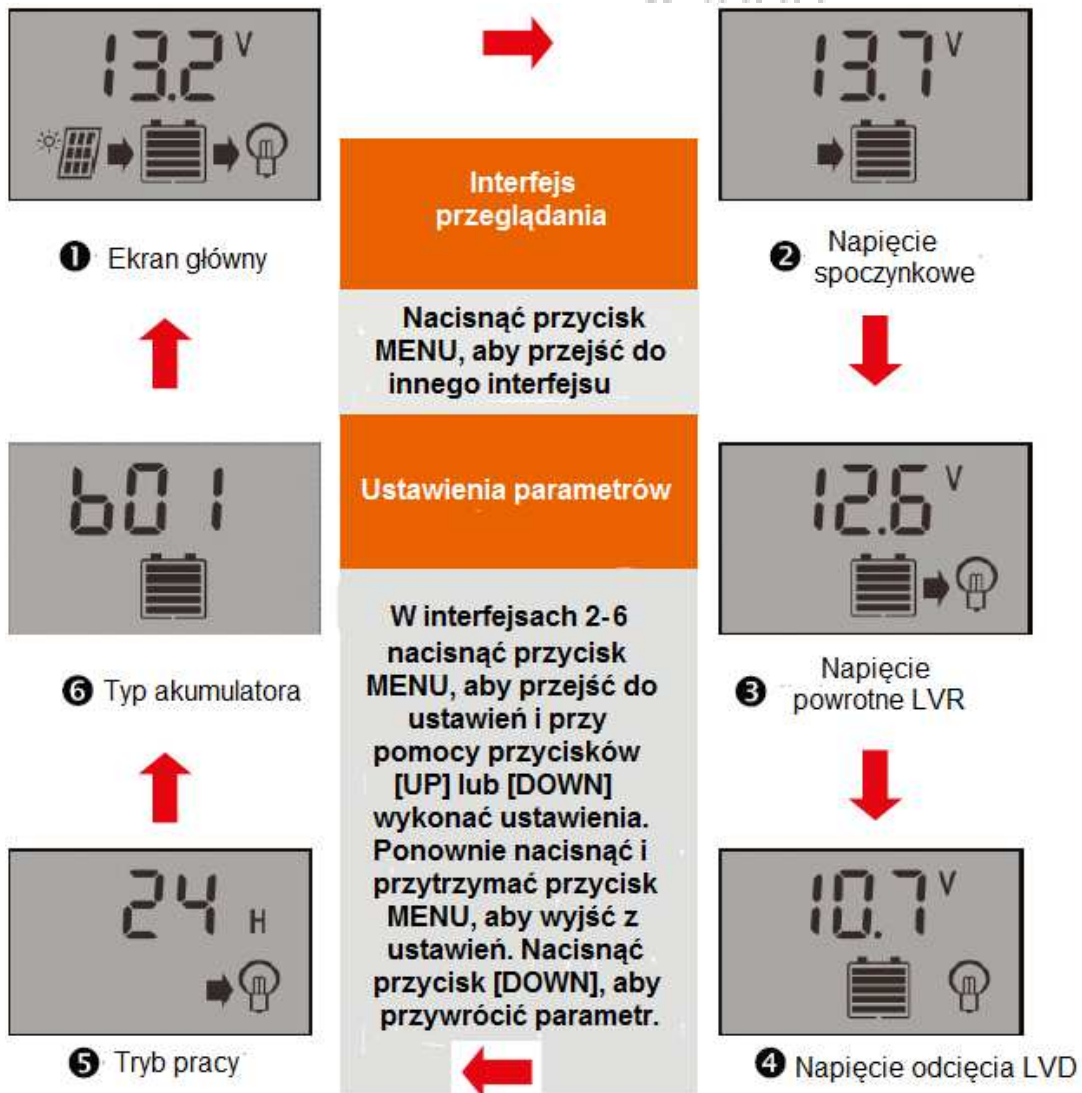 13.2 V
❶ Ekran główny
13.7 V
❷ Napięcie
spoczynkowe
12.6 V
❸ Napięcie
powrotne LVR
10.7 V
❹ Napięcie odcięcia LVD
24 H
❺ Tryb pracy
b01
❻ Typ akumulatora
Interfejs
przeglądania
Nacisnąć przycisk
MENU, aby przejść do
innego interfejsu
Ustawienia parametrów
W interfejsach 2-6
nacisnąć przycisk
MENU, aby przejść do
ustawień i przy
pomocy przycisków
[UP] lub [DOWN]
wykonać ustawienia.
Ponownie nacisnąć i
przytrzymać przycisk
MENU, aby wyjść z
ustawień. Nacisnąć
przycisk [DOWN], aby
przywrócić parametr.